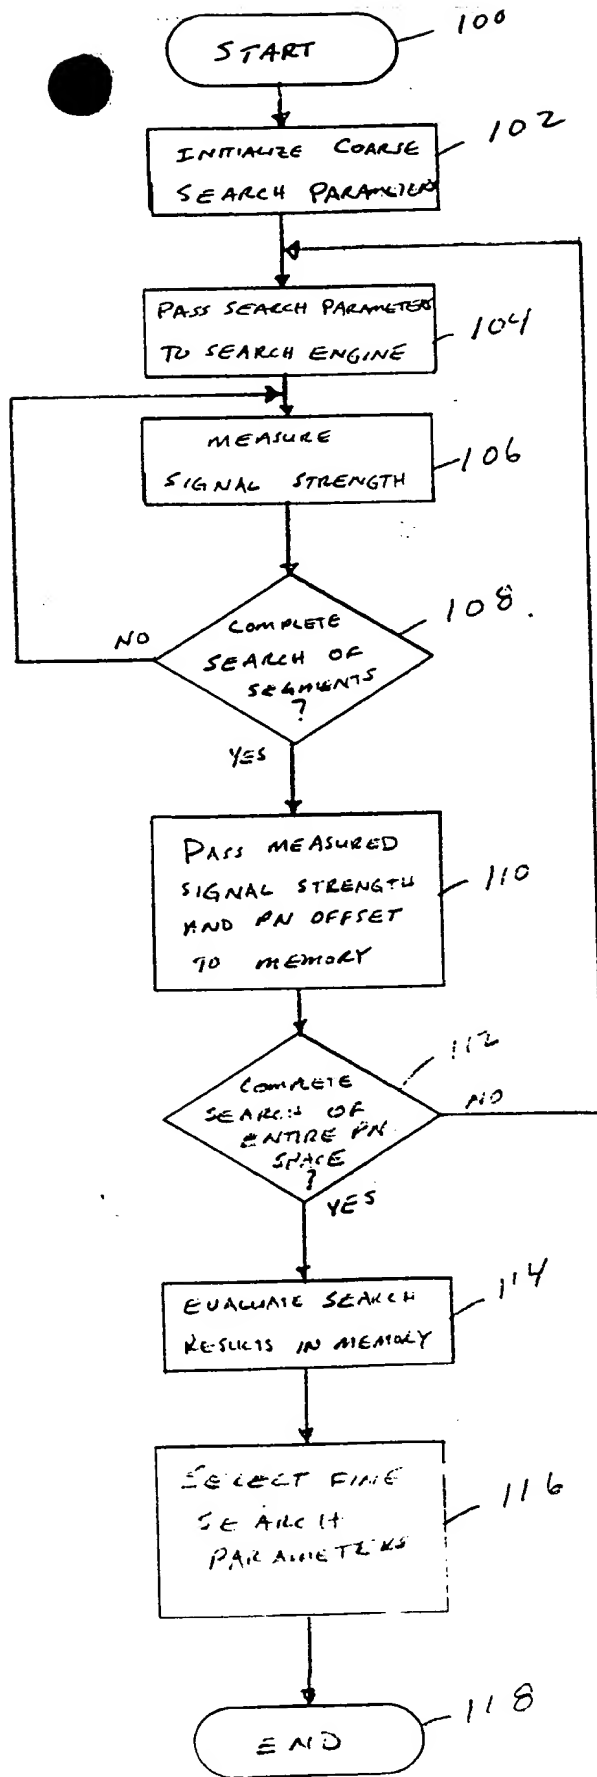 START
100
INITIALIZE COARSE
SEARCH PARAMETERS
102
PASS SEARCH PARAMETERS
TO SEARCH ENGINE
104
MEASURE
SIGNAL STRENGTH
106
COMPLETE
SEARCH OF
SEGMENTS
?
108
NO
YES
PASS MEASURED
SIGNAL STRENGTH
AND PN OFFSET
TO MEMORY
110
COMPLETE
SEARCH OF
ENTIRE PN
SPACE
?
112
NO
YES
EVALUATE SEARCH
RESULTS IN MEMORY
114
SELECT FINE
SEARCH
PARAMETERS
116
END
118